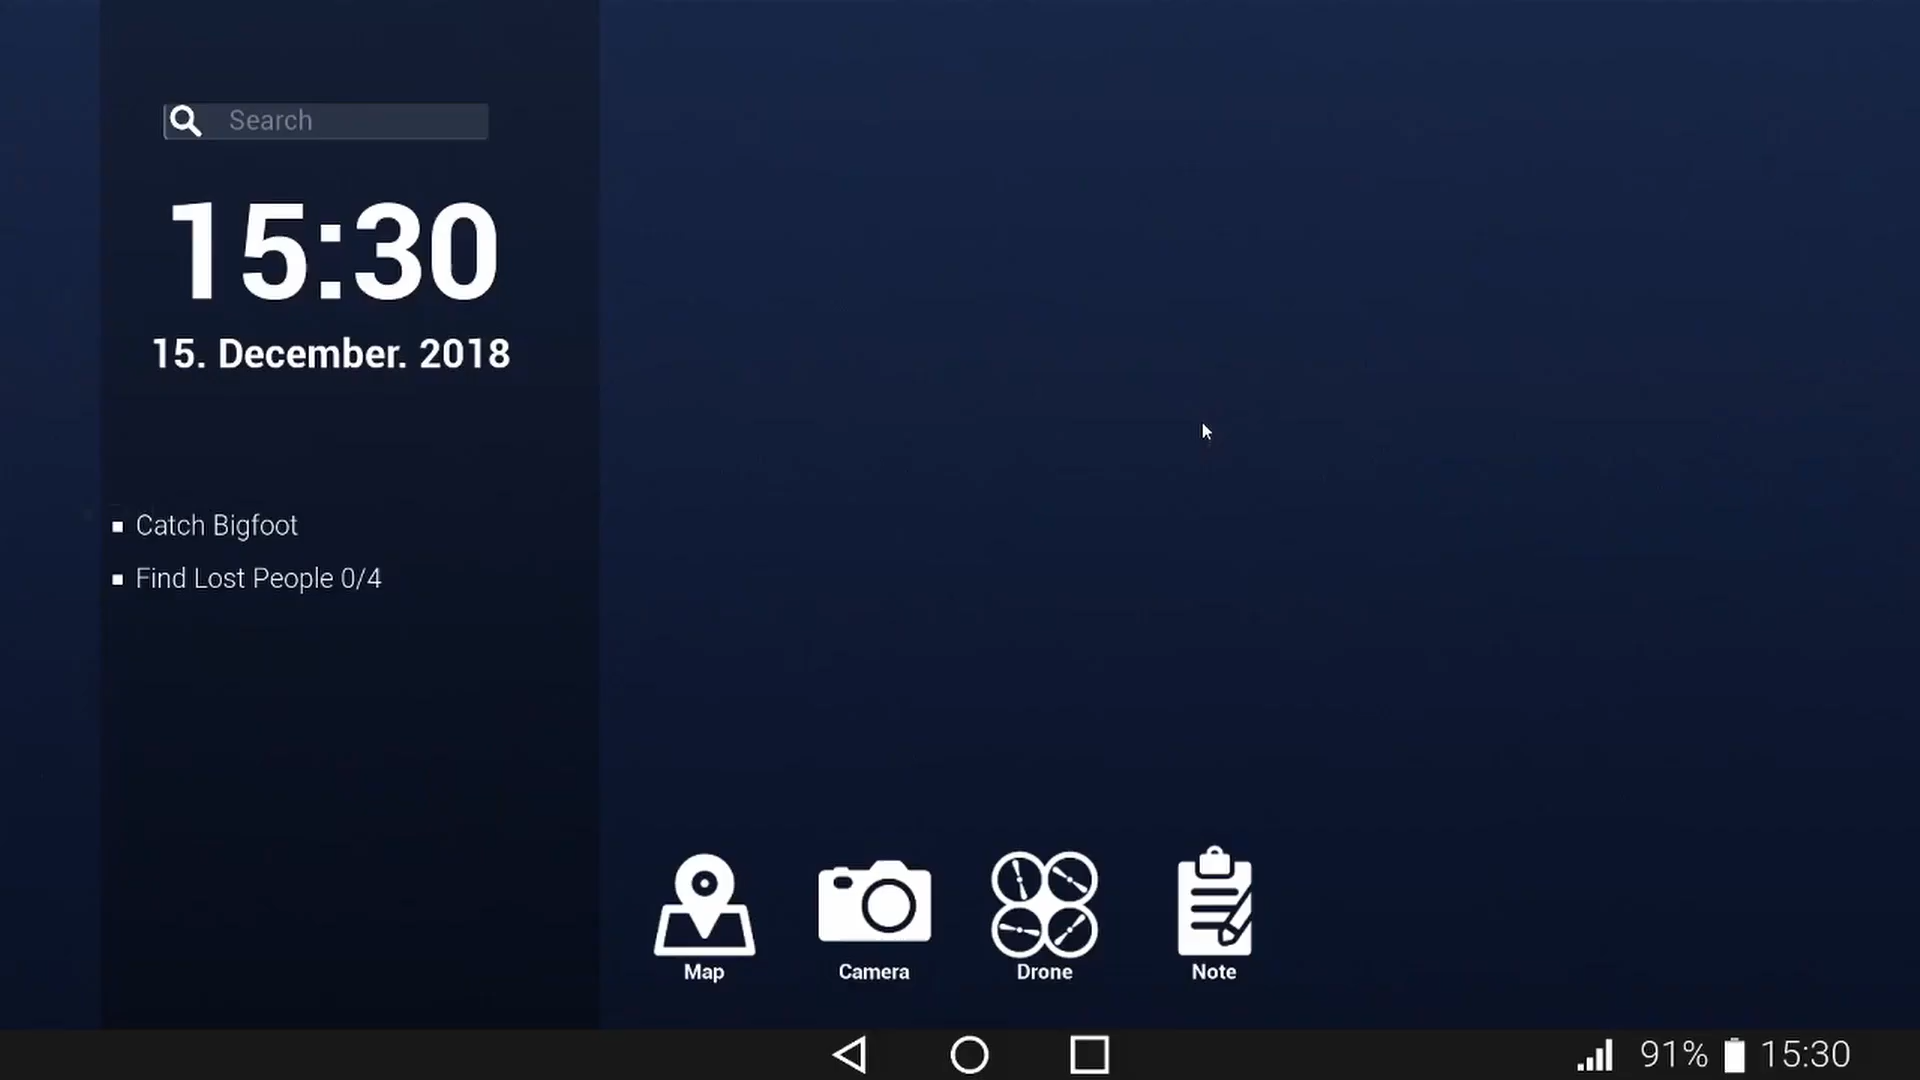 Search
15:30
15. December. 2018
Catch Bigfoot
Find Lost People 0/4
Map
Camera
Drone
Note
91% 15:30